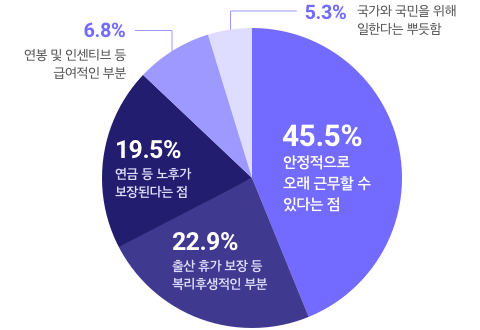 5.3%
국가와 국민을 위해
일한다는 뿌듯함
6.8%
연봉 및 인센티브 등
급여적인 부분
45.5%
안정적으로
오래 근무할 수
있다는 점
19.5%
연금 등 노후가
보장된다는 점
22.9%
출산 휴가 보장 등
복리후생적인 부분